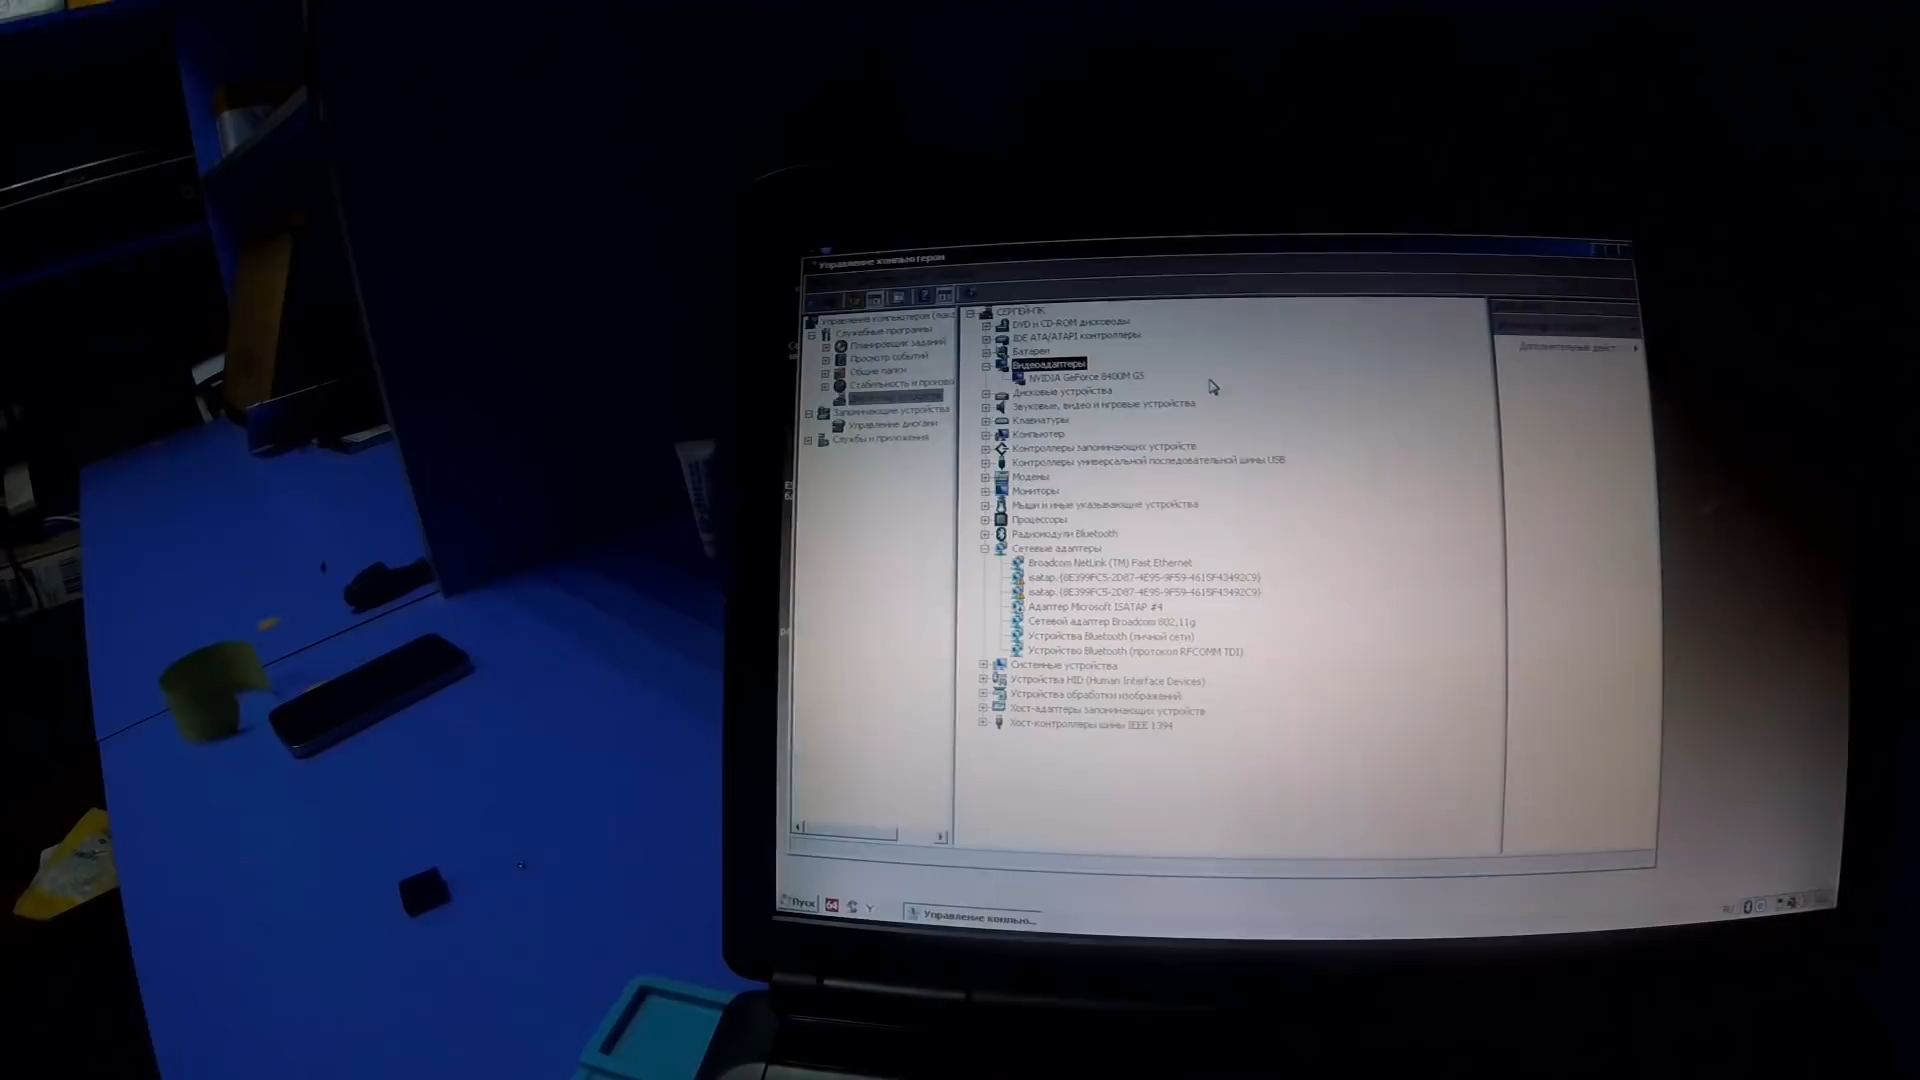 Управление компьютером
Управление компьютером (лока
Служебные программы
Планировщик заданий
Просмотр событий
Общие папки
Стабильность и произво
Запоминающие устройства
Управление дисками
Службы и приложения
СЕРГЕЙ-ПК
DVD и CD-ROM дисководы
IDE ATA/ATAPI контроллеры
Батареи
Видеоадаптеры
NVIDIA GeForce 8400M GS
Дисковые устройства
Звуковые, видео и игровые устройства
Клавиатуры
Компьютер
Контроллеры запоминающих устройств
Контроллеры универсальной последовательной шины USB
Модемы
Мониторы
Мыши и иные указывающие устройства
Процессоры
Радиомодули Bluetooth
Сетевые адаптеры
Broadcom NetLink (TM) Fast Ethernet
isatap.{8E399FC5-2D87-4E95-9F59-4615F43492C9}
isatap.{8E399FC5-2D87-4E95-9F59-4615F43492C9}
Адаптер Microsoft ISATAP #4
Сетевой адаптер Broadcom 802.11g
Устройства Bluetooth (личной сети)
Устройство Bluetooth (протокол RFCOMM TDI)
Системные устройства
Устройства HID (Human Interface Devices)
Устройства обработки изображений
Хост-адаптеры запоминающих устройств
Хост-контроллеры шины IEEE 1394
Дополнительные дейст
Пуск
64
Управление компью...